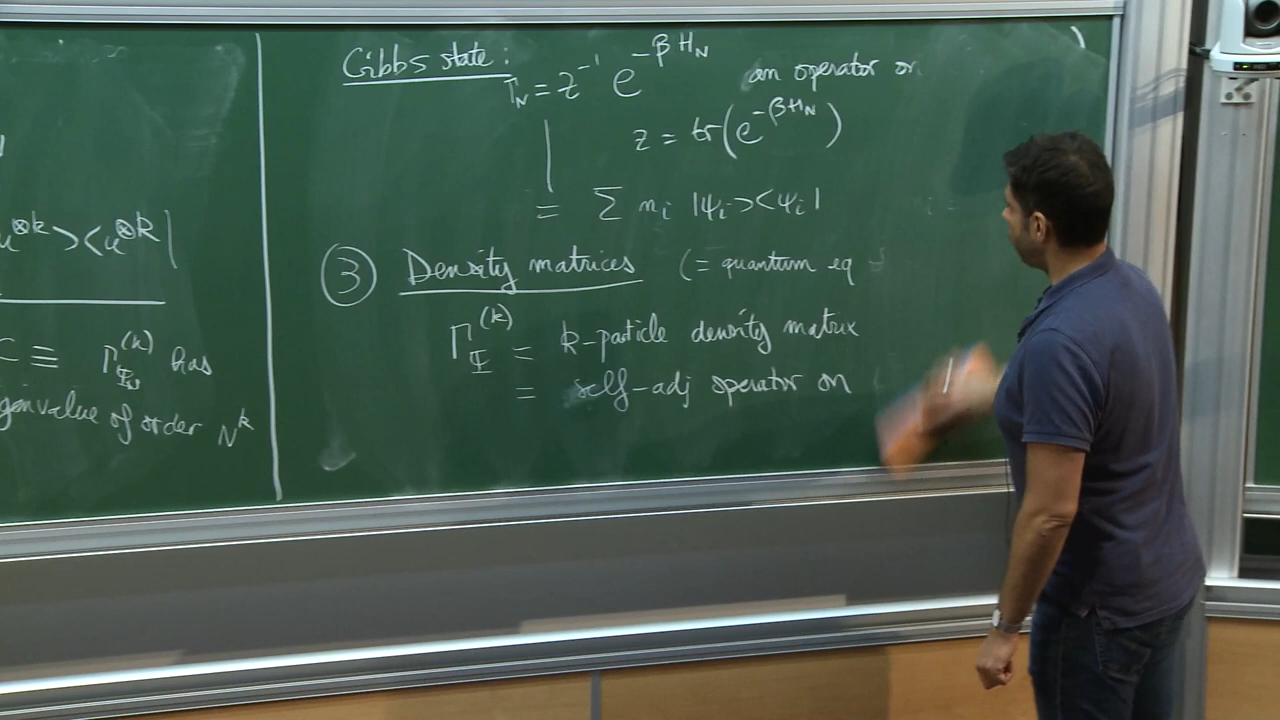 u^{⊗k}><u^{⊗k}|
C ≡ Γ_{Ψ_N}^{(k)} has
genvalue of order N^k
Gibbs state:
Γ_N = Z^{-1} e^{-βH_N} an operator on
Z = tr(e^{-βH_N})
= Σ n_i |ψ_i><ψ_i|
③ Density matrices (= quantum eq
Γ_Ψ^{(k)} = k-particle density matrix
= self-adj operator on